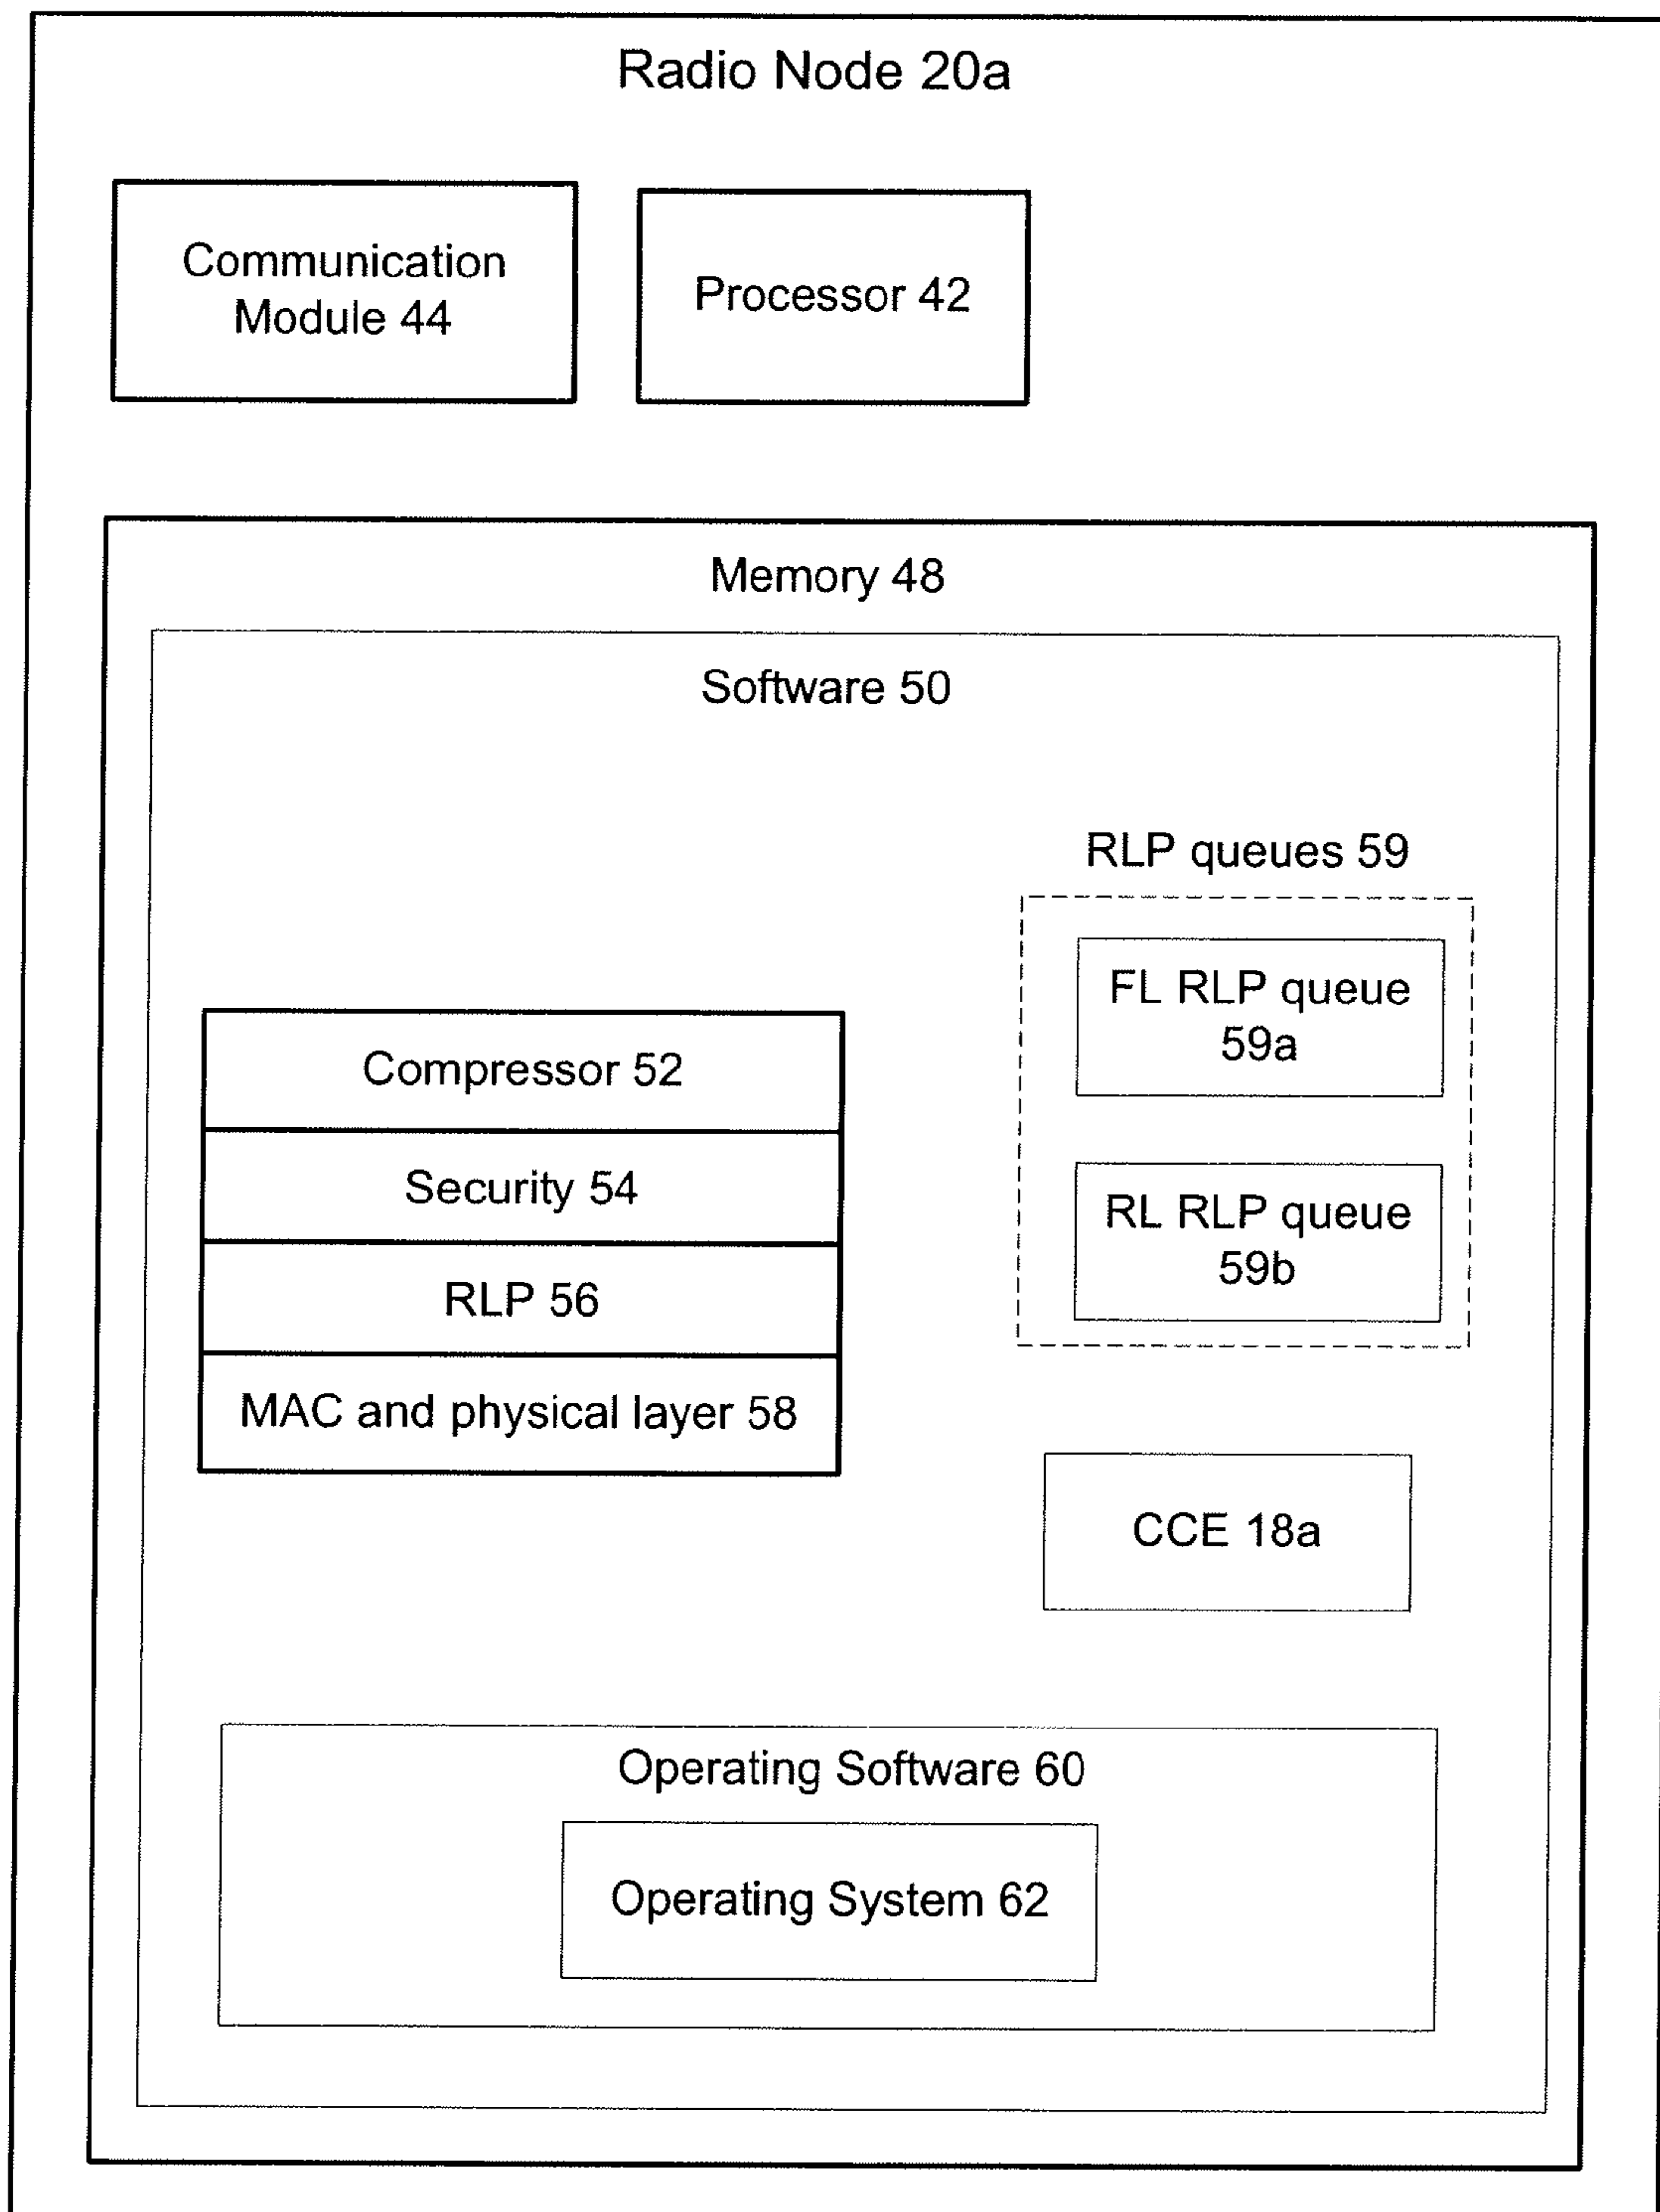 Radio Node 20a
Communication
Module 44
Processor 42
Memory 48
Software 50
RLP queues 59
FL RLP queue
59a
RL RLP queue
59b
Compressor 52
Security 54
RLP 56
MAC and physical layer 58
CCE 18a
Operating Software 60
Operating System 62